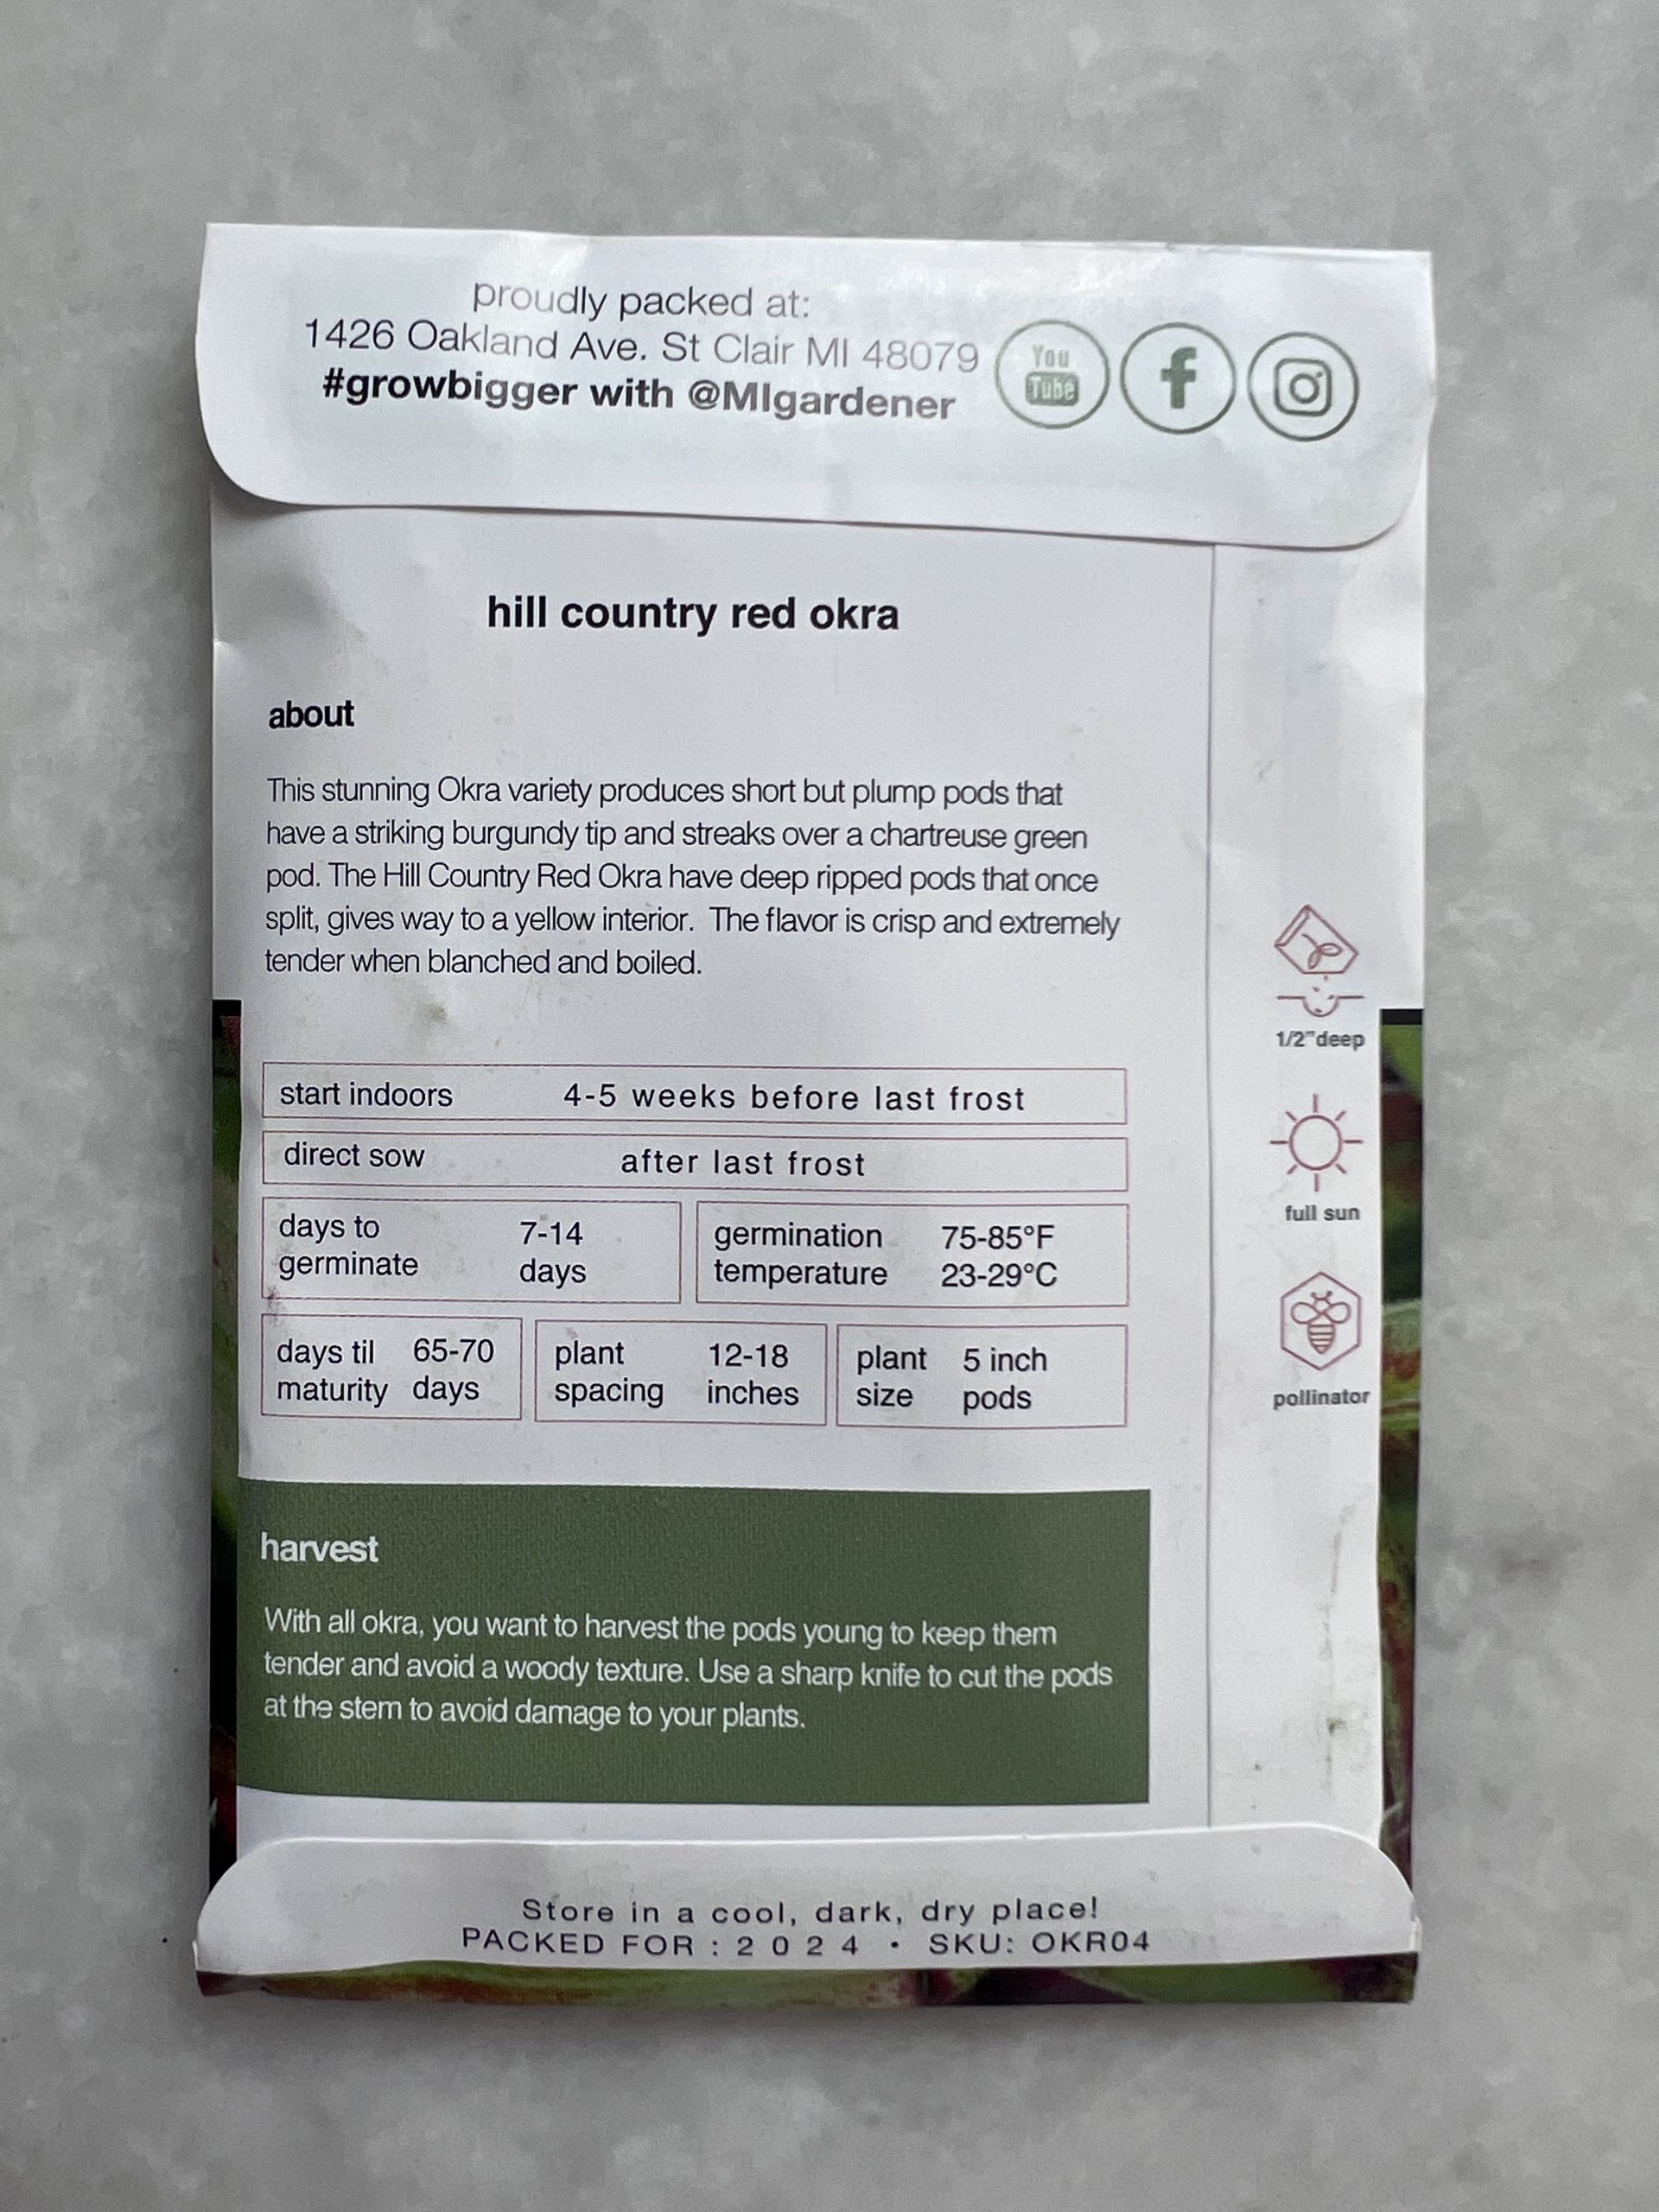 proudly packed at:
1426 Oakland Ave. St Clair MI 48079
#growbigger with @MIgardener
You
Tube
hill country red okra
about
This stunning Okra variety produces short but plump pods that
have a striking burgundy tip and streaks over a chartreuse green
pod. The Hill Country Red Okra have deep ripped pods that once
split, gives way to a yellow interior. The flavor is crisp and extremely
tender when blanched and boiled.
1/2"deep
full sun
pollinator
start indoors 4-5 weeks before last frost
direct sow after last frost
days to
germinate
7-14
days
germination
temperature
75-85°F
23-29°C
days til
maturity
65-70
days
plant
spacing
12-18
inches
plant
size
5 inch
pods
harvest
With all okra, you want to harvest the pods young to keep them
tender and avoid a woody texture. Use a sharp knife to cut the pods
at the stem to avoid damage to your plants.
Store in a cool, dark, dry place!
PACKED FOR : 2 0 2 4 • SKU: OKR04